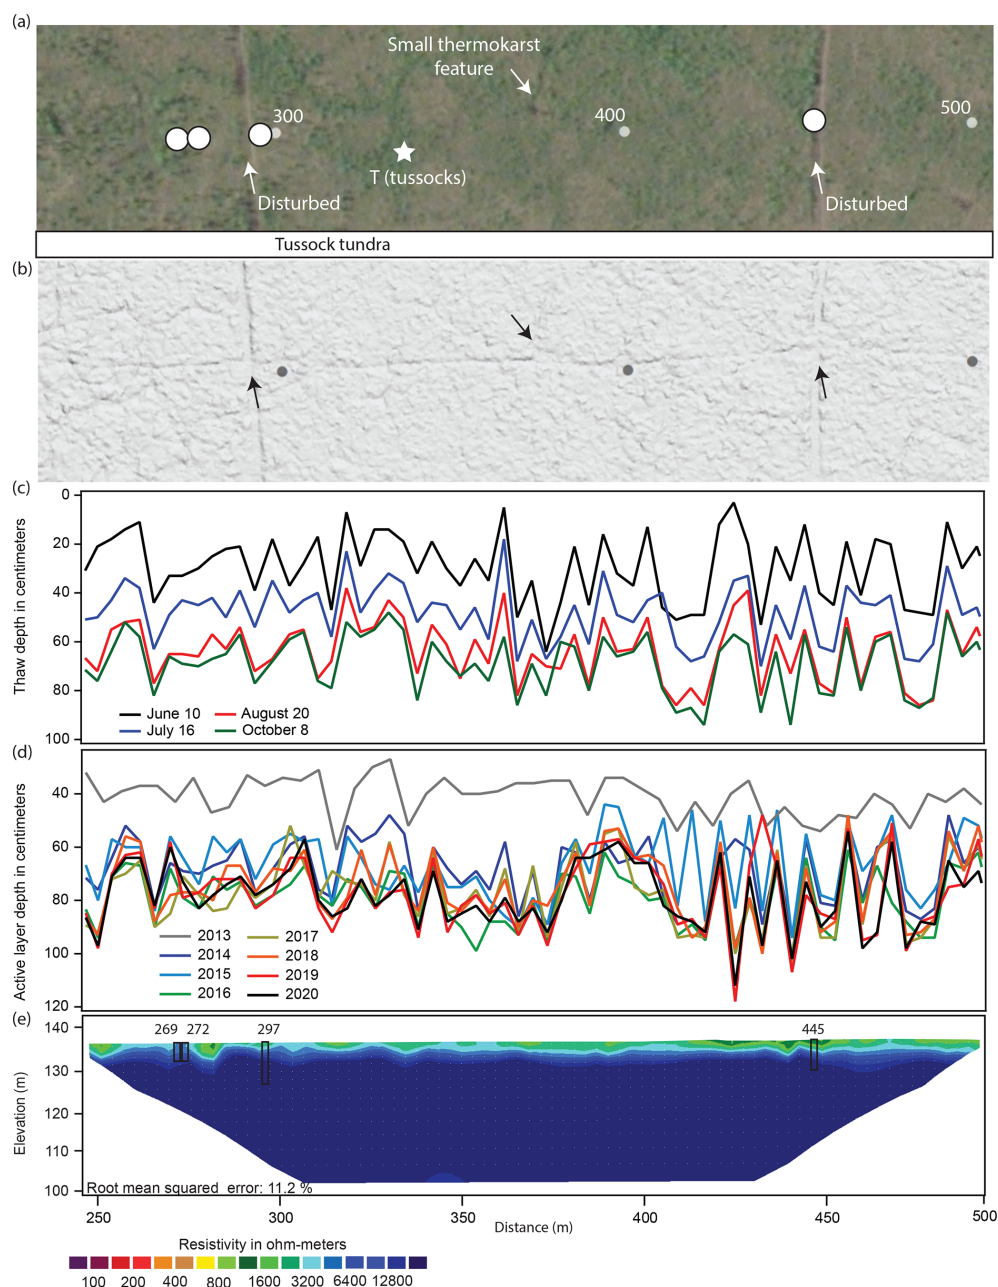 (a)
Small thermokarst
feature
300
400
500
T (tussocks)
Disturbed
Disturbed
Tussock tundra
(b)
(c)
0
20
40
60
80
100
Thaw depth in centimeters
June 10
August 20
July 16
October 8
(d)
40
60
80
100
120
Active layer depth in centimeters
2013
2017
2014
2018
2015
2019
2016
2020
(e)
140
130
120
110
100
Elevation (m)
269
272
297
445
Root mean squared error: 11.2 %
250
300
350
400
450
500
Distance (m)
Resistivity in ohm-meters
100
200
400
800
1600
3200
6400
12800